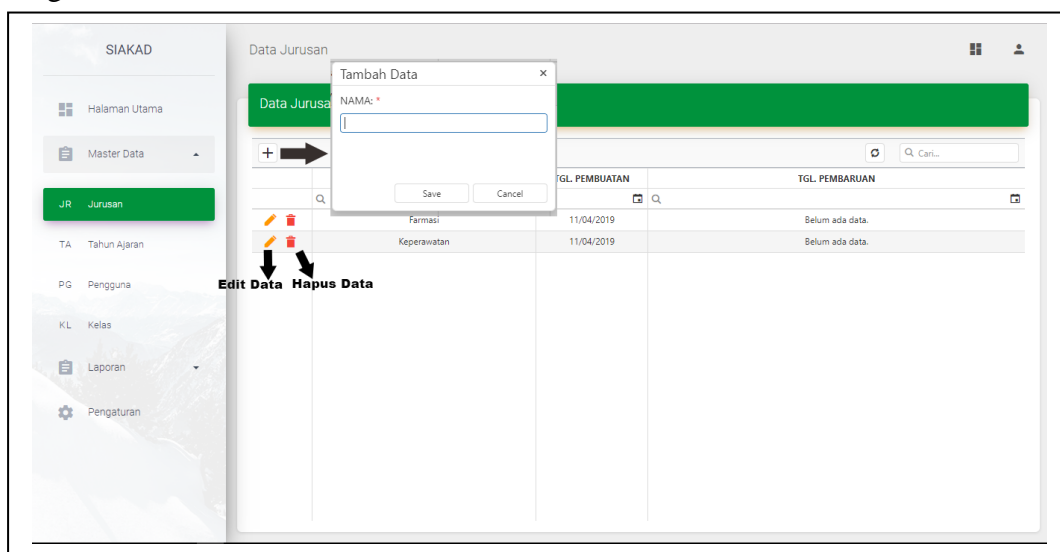 SIAKAD
Data Jurusan
Tambah Data ×
Halaman Utama
Data Jurusa
NAMA: *
Master Data
+
Cari...
TGL. PEMBUATAN
TGL. PEMBARUAN
Save Cancel
JR Jurusan
Farmasi 11/04/2019 Belum ada data.
TA Tahun Ajaran
Keperawatan 11/04/2019 Belum ada data.
PG Pengguna
Edit Data Hapus Data
KL Kelas
Laporan
Pengaturan